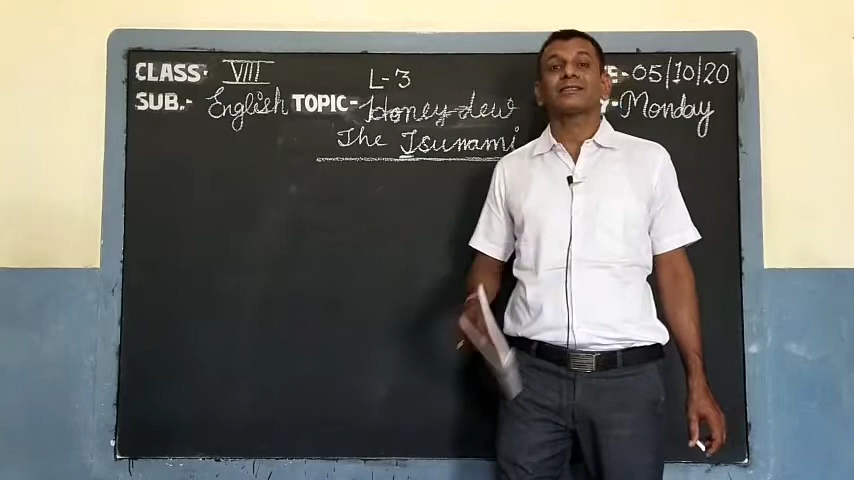 CLASS:- VIII L-3 E-05/10/20
SUB.- English TOPIC- Honey-dew Y-Monday
The Tsunami